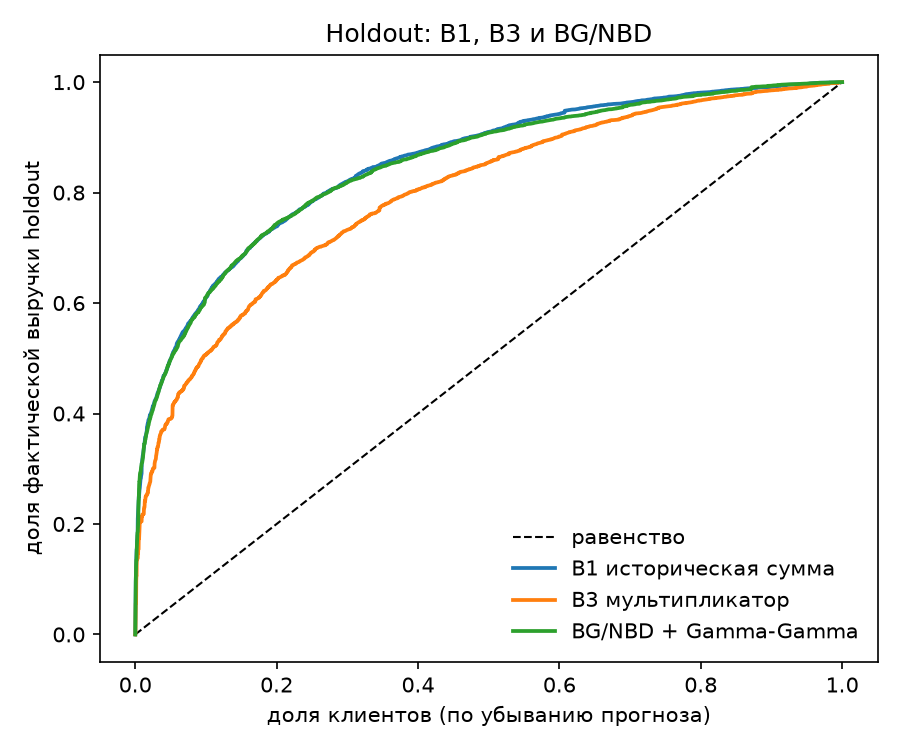 Holdout: B1, B3 и BG/NBD
доля фактической выручки holdout
1.0
0.8
0.6
0.4
0.2
0.0
равенство
B1 историческая сумма
B3 мультипликатор
BG/NBD + Gamma-Gamma
0.0 0.2 0.4 0.6 0.8 1.0
доля клиентов (по убыванию прогноза)